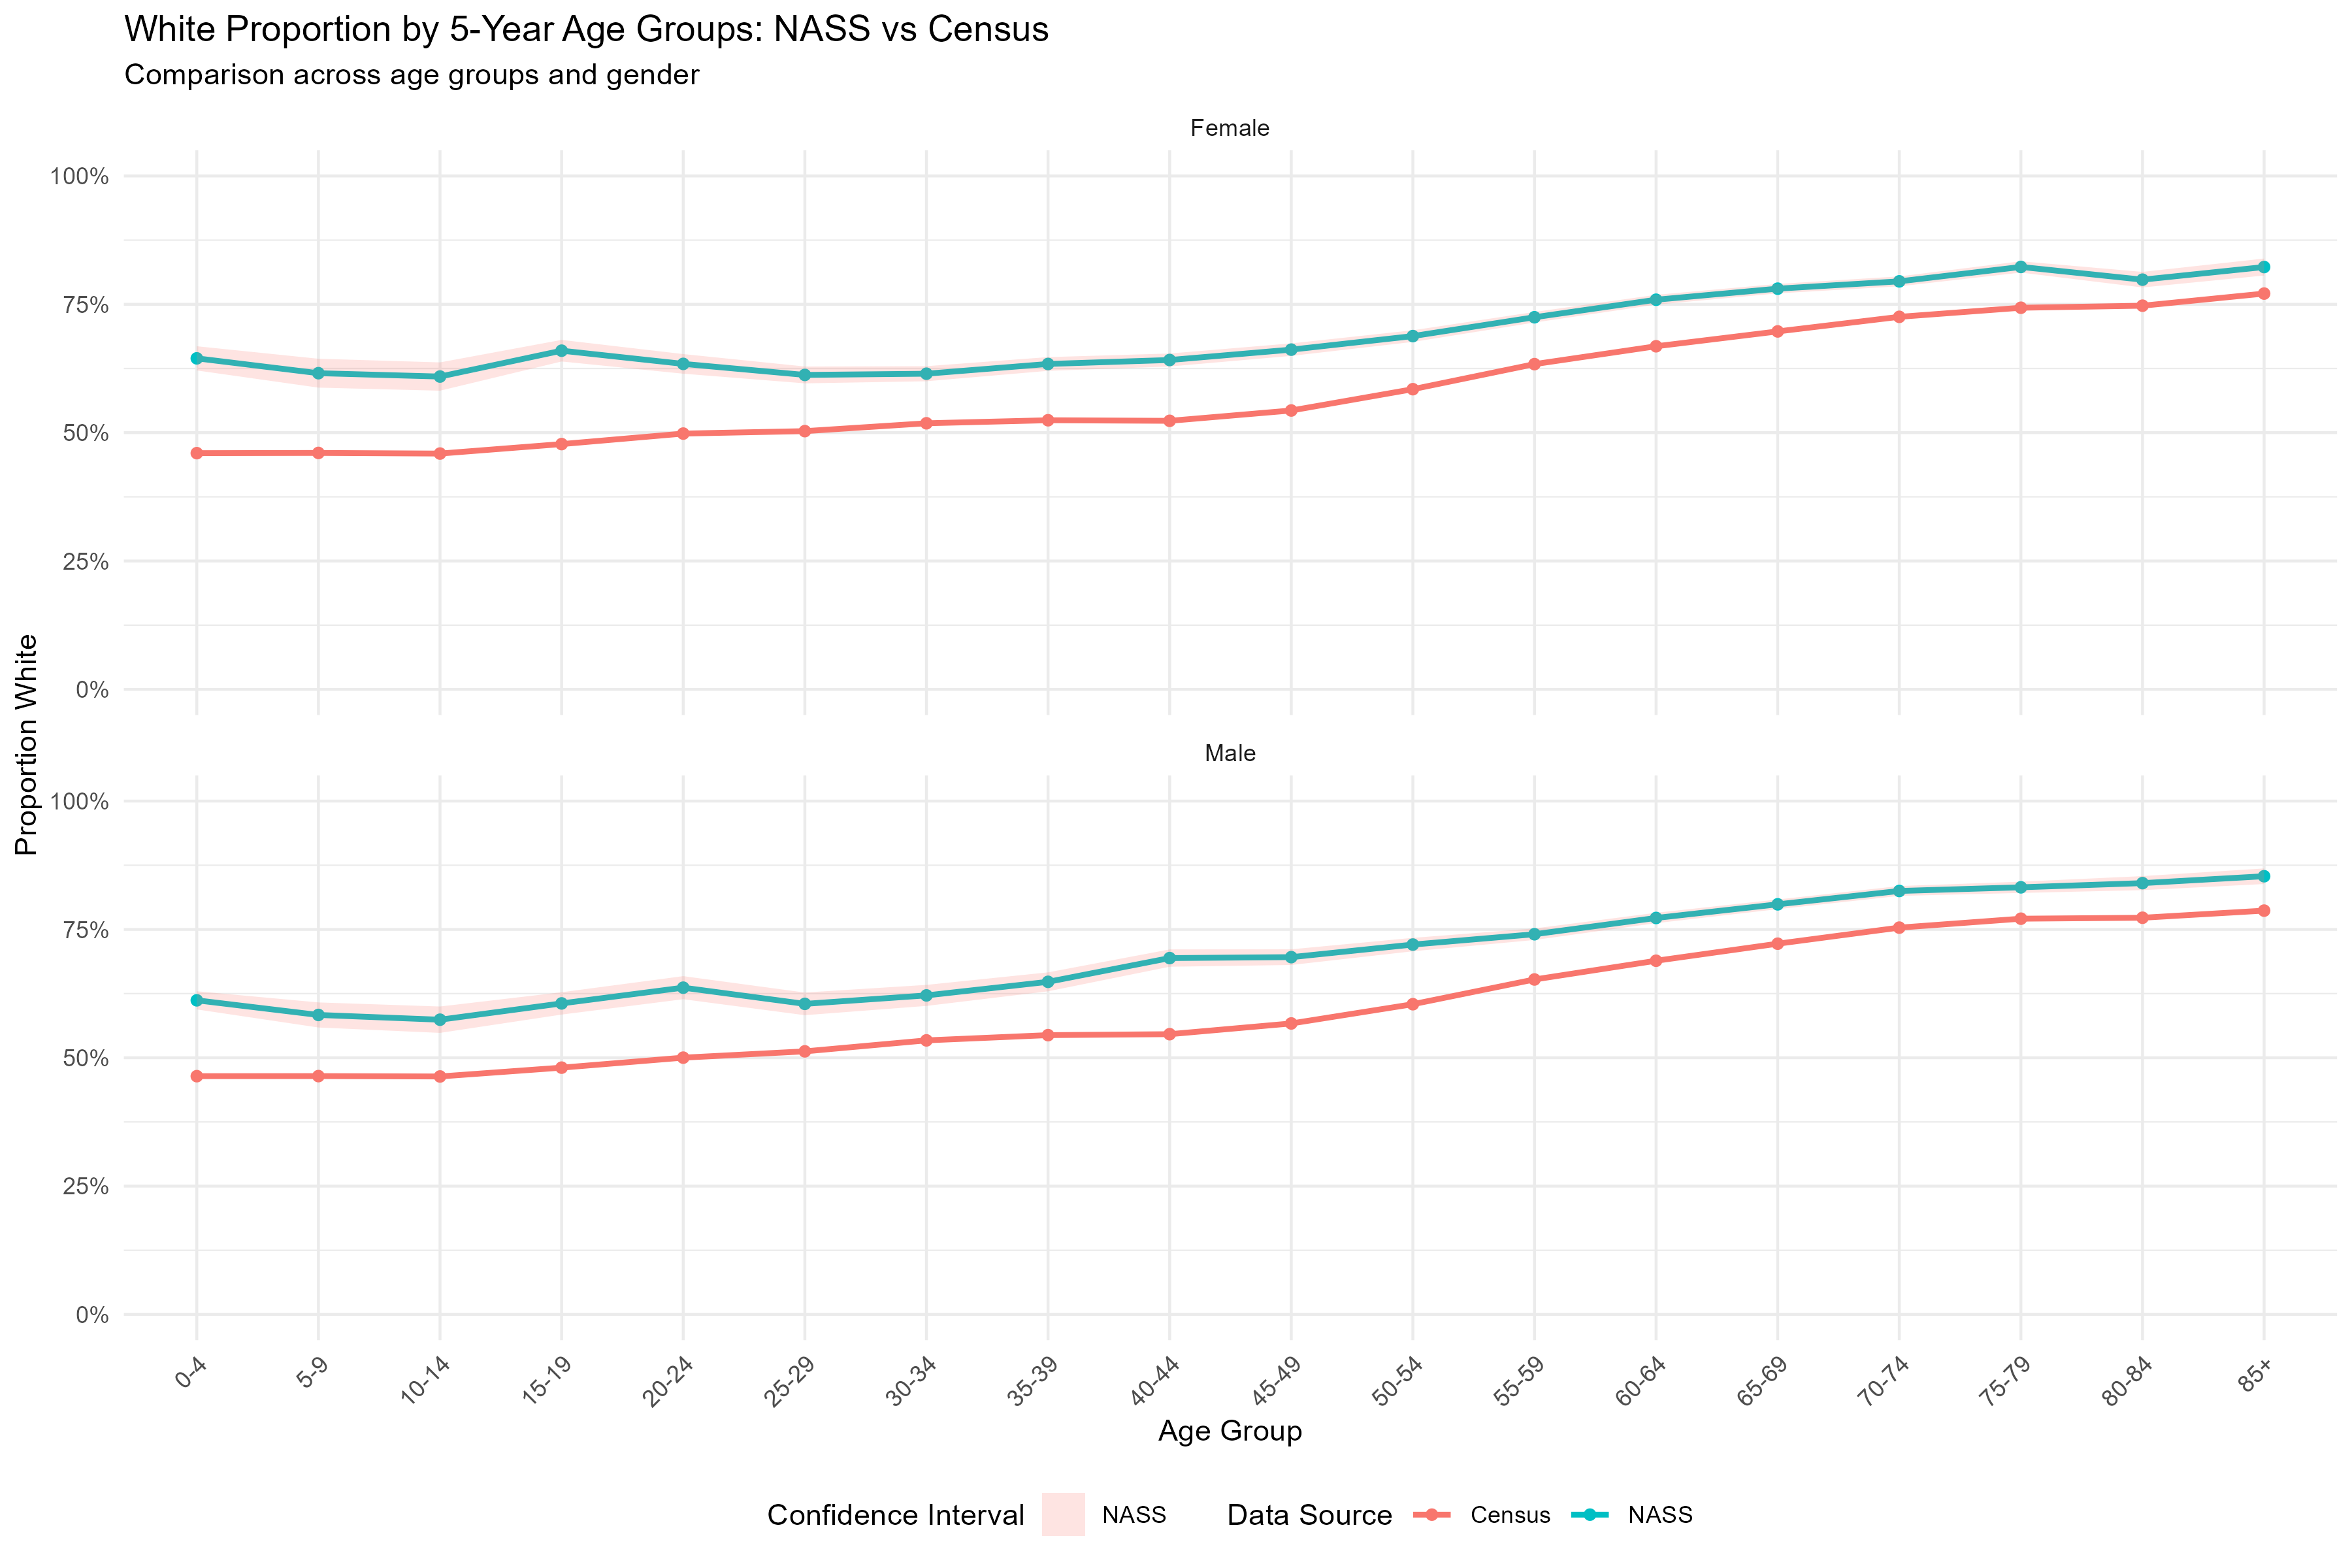 White Proportion by 5-Year Age Groups: NASS vs Census
Comparison across age groups and gender
Female
100%
75%
50%
25%
0%
Proportion White
Male
100%
75%
50%
25%
0%
0-4 5-9 10-14 15-19 20-24 25-29 30-34 35-39 40-44 45-49 50-54 55-59 60-64 65-69 70-74 75-79 80-84 85+
Age Group
Confidence Interval NASS Data Source Census NASS